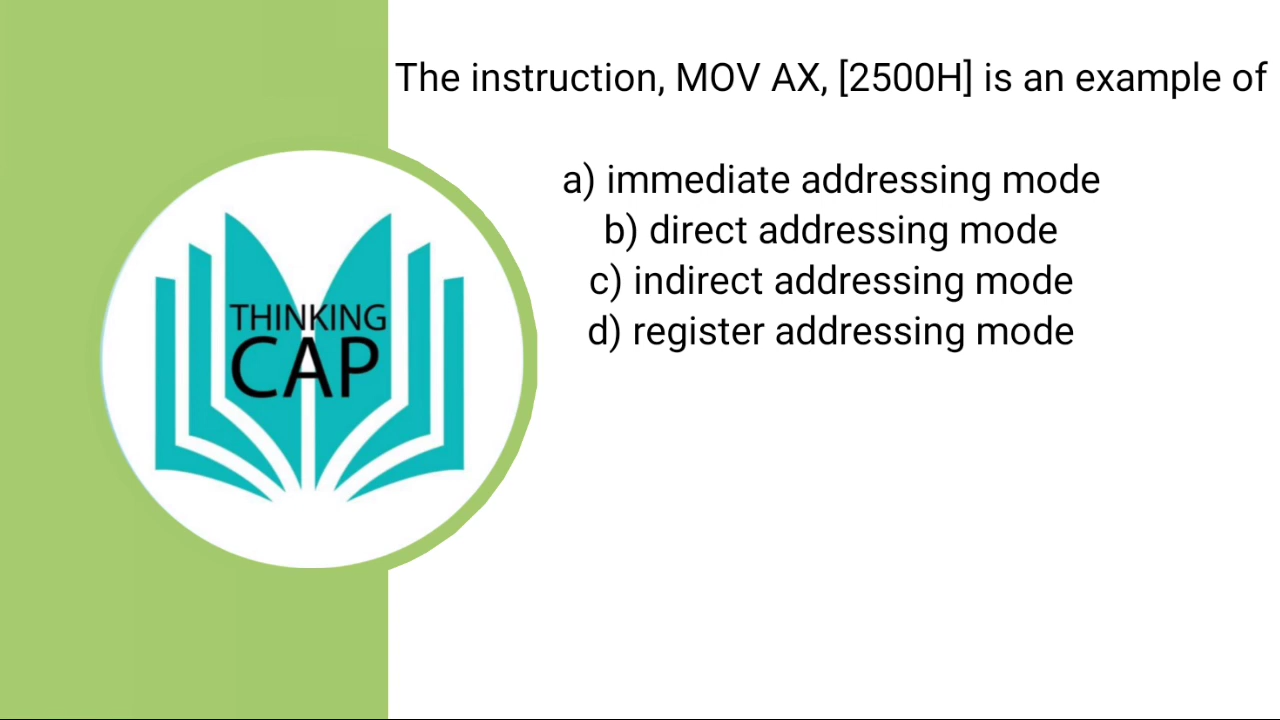 The instruction, MOV AX, [2500H] is an example of
a) immediate addressing mode
b) direct addressing mode
c) indirect addressing mode
d) register addressing mode
THINKING
CAP